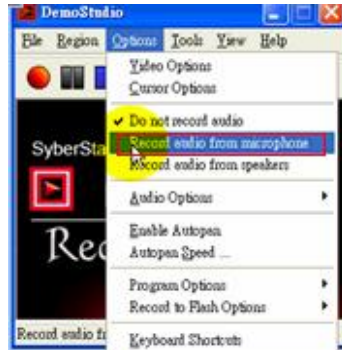 DemoStudio
File Region Options Tools View Help
Video Options
Cursor Options
Do not record audio
Record audio from microphone
Record audio from speakers
Audio Options
Enable Autopan
Autopan Speed ...
Program Options
Record to Flash Options
Keyboard Shortcuts
SyberSta
Rec
Record audio f